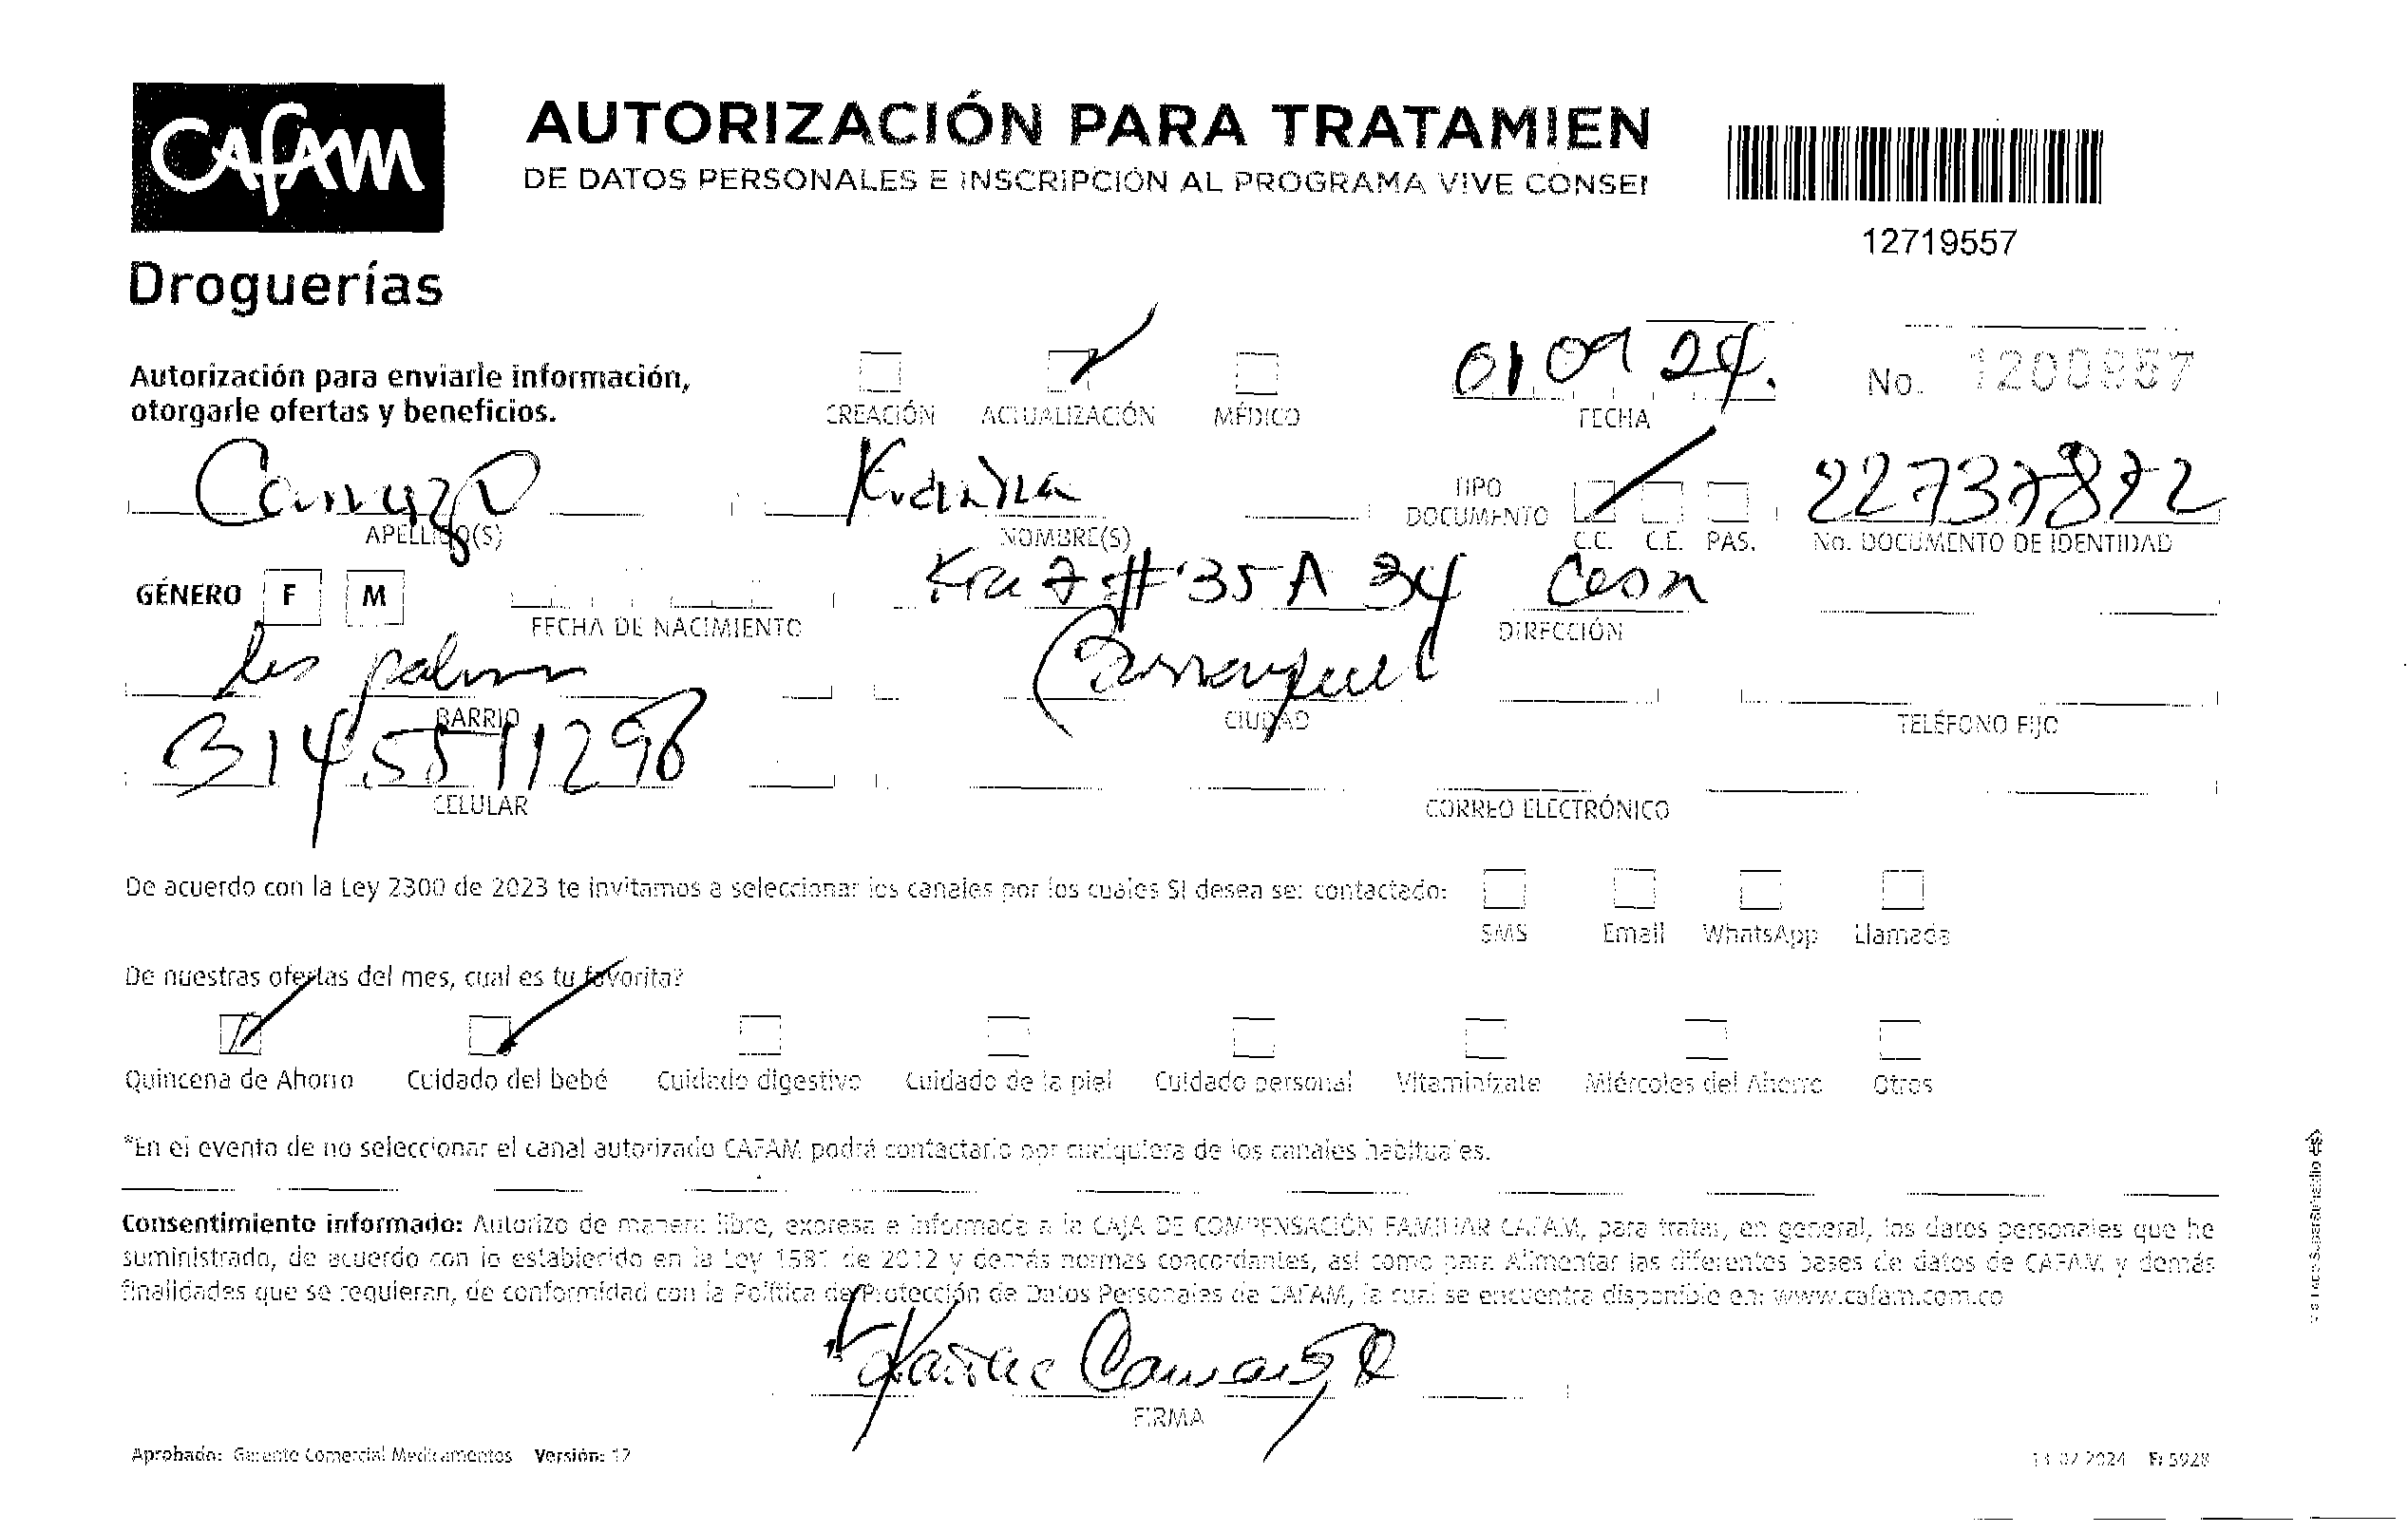 CAFAM
Droguerías
AUTORIZACIÓN PARA TRATAMIEN
DE DATOS PERSONALES E INSCRIPCIÓN AL PROGRAMA VIVE CONSE
12719557
Autorización para enviarle información,
otorgarle ofertas y beneficios.
CREACIÓN ACTUALIZACIÓN MÉDICO
01 09 24.
FECHA
No. 1200857
APELLIDO(S)
NOMBRE(S)
TIPO
DOCUMENTO
C.C. C.E. PAS.
22737872
No. DOCUMENTO DE IDENTIDAD
GÉNERO F M
FECHA DE NACIMIENTO
Kra 7 # 35 A 34
DIRECCIÓN
las palmas
BARRIO
Barranquilla
CIUDAD
TELÉFONO FIJO
3145511296
CELULAR
CORREO ELECTRÓNICO
De acuerdo con la Ley 2300 de 2023 te invitamos a seleccionar los canales por los cuales SI desea ser contactado:
SMS Email WhatsApp Llamada
De nuestras ofertas del mes, cual es tu favorita?
Quincena de Ahorro Cuidado del bebé Cuidado digestivo Cuidado de la piel Cuidado personal Vitaminízate Miércoles del Ahorro Otros
*En el evento de no seleccionar el canal autorizado CAFAM podrá contactarlo por cualquiera de los canales habituales.
Consentimiento informado: Autorizo de manera libre, expresa e informada a la CAJA DE COMPENSACIÓN FAMILIAR CAFAM, para tratar, en general, los datos personales que he
suministrado, de acuerdo con lo establecido en la Ley 1581 de 2012 y demás normas concordantes, así como para Alimentar las diferentes bases de datos de CAFAM y demás
finalidades que se requieran, de conformidad con la Política de Protección de Datos Personales de CAFAM, la cual se encuentra disponible en: www.cafam.com.co
FIRMA
Aprobado: Gerente Comercial Medicamentos Versión: 12
13 02 2024 F: 5928